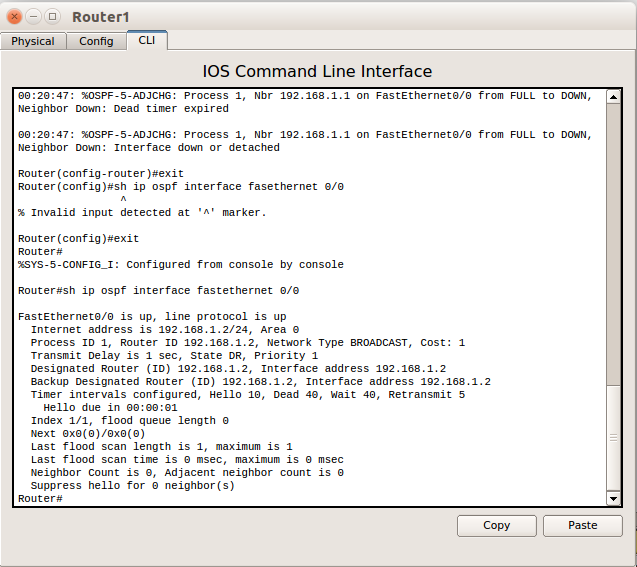 Router1
Physical Config CLI
IOS Command Line Interface
00:20:47: %OSPF-5-ADJCHG: Process 1, Nbr 192.168.1.1 on FastEthernet0/0 from FULL to DOWN,
Neighbor Down: Dead timer expired
00:20:47: %OSPF-5-ADJCHG: Process 1, Nbr 192.168.1.1 on FastEthernet0/0 from FULL to DOWN,
Neighbor Down: Interface down or detached
Router(config-router)#exit
Router(config)#sh ip ospf interface fasethernet 0/0
^
% Invalid input detected at '^' marker.
Router(config)#exit
Router#
%SYS-5-CONFIG_I: Configured from console by console
Router#sh ip ospf interface fastethernet 0/0
FastEthernet0/0 is up, line protocol is up
Internet address is 192.168.1.2/24, Area 0
Process ID 1, Router ID 192.168.1.2, Network Type BROADCAST, Cost: 1
Transmit Delay is 1 sec, State DR, Priority 1
Designated Router (ID) 192.168.1.2, Interface address 192.168.1.2
Backup Designated Router (ID) 192.168.1.2, Interface address 192.168.1.2
Timer intervals configured, Hello 10, Dead 40, Wait 40, Retransmit 5
Hello due in 00:00:01
Index 1/1, flood queue length 0
Next 0x0(0)/0x0(0)
Last flood scan length is 1, maximum is 1
Last flood scan time is 0 msec, maximum is 0 msec
Neighbor Count is 0, Adjacent neighbor count is 0
Suppress hello for 0 neighbor(s)
Router#
Copy Paste